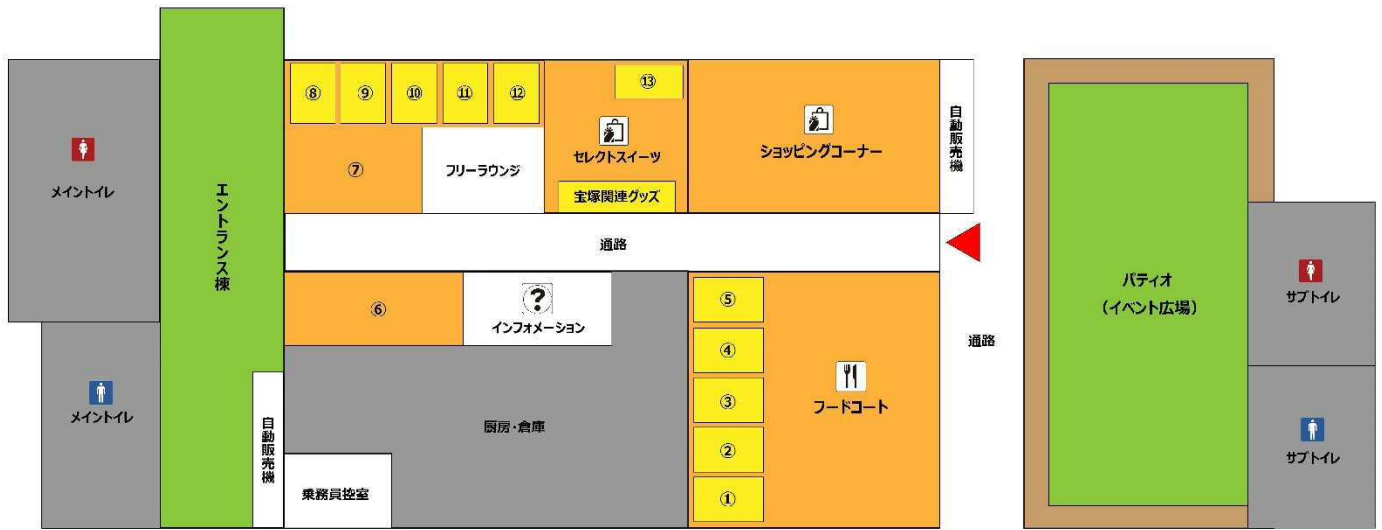 メイントイレ
メイントイレ
エントランス棟
自動販売機
⑧
⑨
⑩
⑪
⑫
⑦
フリーラウンジ
⑬
セレクトスイーツ
宝塚関連グッズ
ショッピングコーナー
自動販売機
通路
⑥
?
インフォメーション
厨房・倉庫
乗務員控室
⑤
④
③
②
①
フードコート
通路
パティオ
（イベント広場）
サブトイレ
サブトイレ